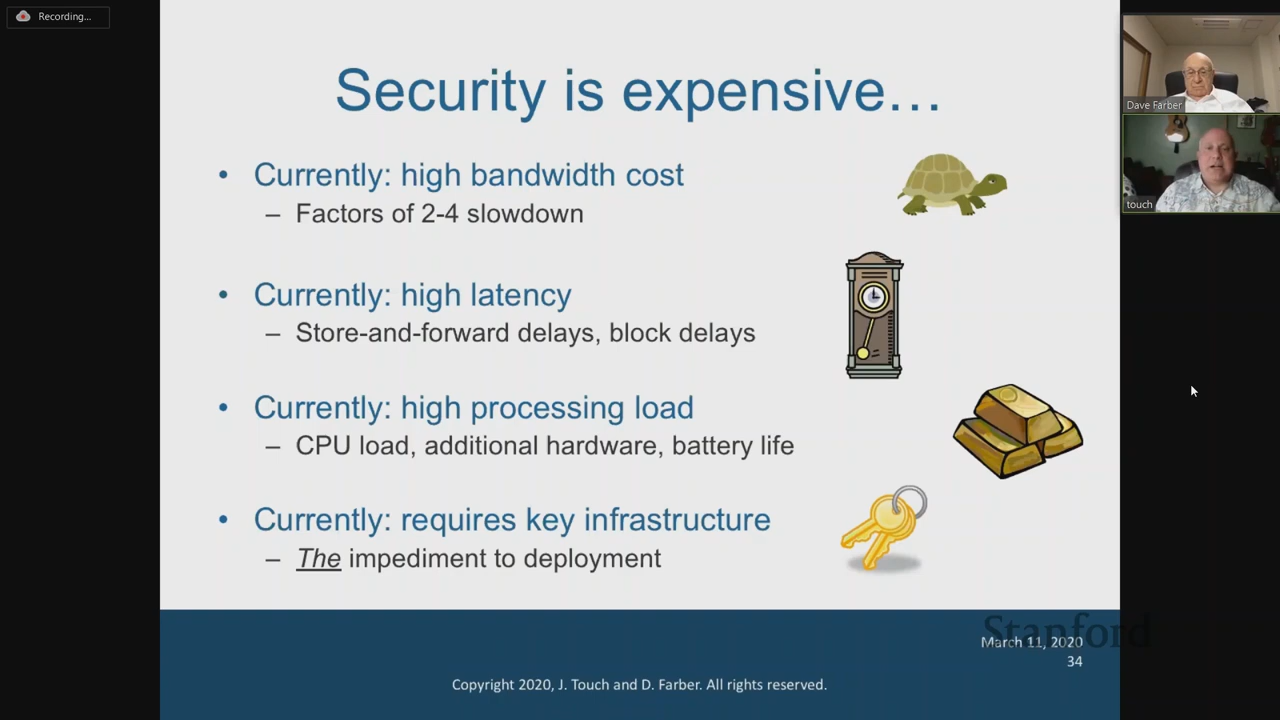 Recording...
Security is expensive…
• Currently: high bandwidth cost
– Factors of 2-4 slowdown
• Currently: high latency
– Store-and-forward delays, block delays
• Currently: high processing load
– CPU load, additional hardware, battery life
• Currently: requires key infrastructure
– The impediment to deployment
Dave Farber
touch
Stanford
March 11, 2020
34
Copyright 2020, J. Touch and D. Farber. All rights reserved.